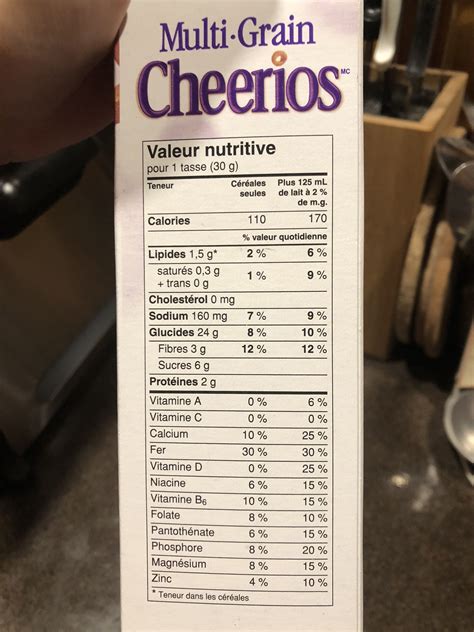 Multi·Grain
Cheerios MC
Valeur nutritive
pour 1 tasse (30 g)
Teneur Céréales seules Plus 125 mL de lait à 2 % de m.g.
Calories 110 170
% valeur quotidienne
Lipides 1,5 g* 2 % 6 %
saturés 0,3 g
+ trans 0 g 1 % 9 %
Cholestérol 0 mg
Sodium 160 mg 7 % 9 %
Glucides 24 g 8 % 10 %
Fibres 3 g 12 % 12 %
Sucres 6 g
Protéines 2 g
Vitamine A 0 % 6 %
Vitamine C 0 % 0 %
Calcium 10 % 25 %
Fer 30 % 30 %
Vitamine D 0 % 25 %
Niacine 6 % 15 %
Vitamine B6 10 % 15 %
Folate 8 % 10 %
Pantothénate 6 % 15 %
Phosphore 8 % 20 %
Magnésium 8 % 15 %
Zinc 4 % 10 %
* Teneur dans les céréales